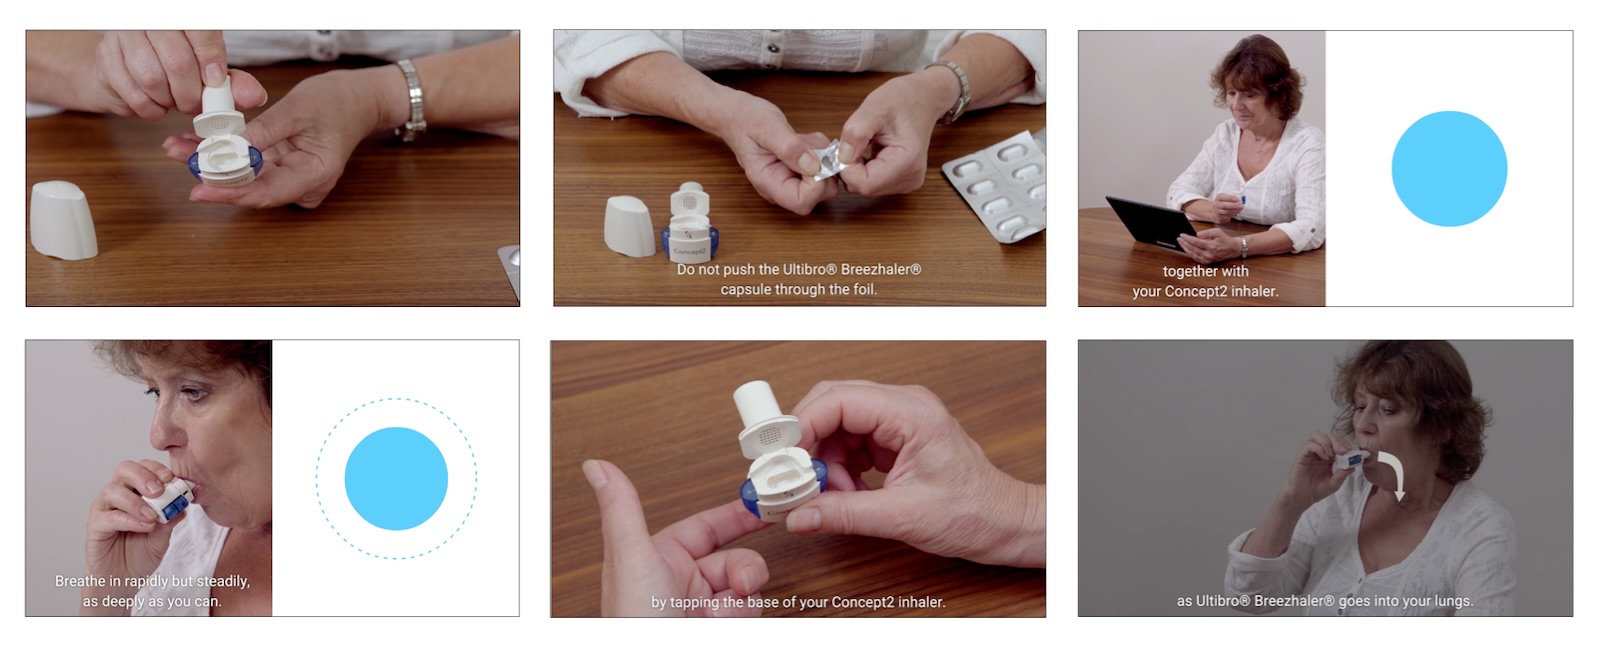 Concept2
Do not push the Ultibro® Breezhaler®
capsule through the foil.
together with
your Concept2 inhaler.
Breathe in rapidly but steadily,
as deeply as you can.
by tapping the base of your Concept2 inhaler.
as Ultibro® Breezhaler® goes into your lungs.